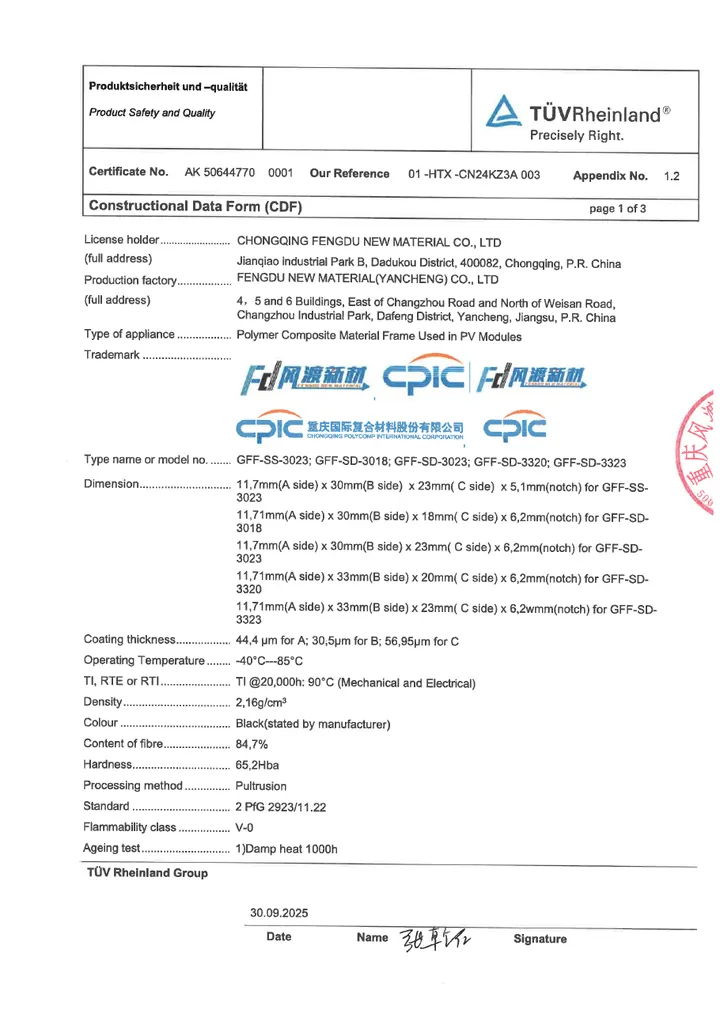 Produktsicherheit und –qualität
Product Safety and Quality
TÜVRheinland®
Precisely Right.
Certificate No. AK 50644770 0001 Our Reference 01 -HTX -CN24KZ3A 003 Appendix No. 1.2
Constructional Data Form (CDF) page 1 of 3
License holder....................... CHONGQING FENGDU NEW MATERIAL CO., LTD
(full address) Jianqiao industrial Park B, Dadukou District, 400082, Chongqing, P.R. China
Production factory.................. FENGDU NEW MATERIAL(YANCHENG) CO., LTD
(full address) 4，5 and 6 Buildings, East of Changzhou Road and North of Weisan Road,
Changzhou Industrial Park, Dafeng District, Yancheng, Jiangsu, P.R. China
Type of appliance .................. Polymer Composite Material Frame Used in PV Modules
Trademark .............................
Fd风渡新材, CPIC | Fd风渡新材
CPIC 重庆国际复合材料股份有限公司 CPIC
CHONGQING POLYCOMP INTERNATIONAL CORPORATION
Type name or model no. ....... GFF-SS-3023; GFF-SD-3018; GFF-SD-3023; GFF-SD-3320; GFF-SD-3323
Dimension.............................. 11,7mm(A side) x 30mm(B side) x 23mm( C side) x 5,1mm(notch) for GFF-SS-
3023
11,71mm(A side) x 30mm(B side) x 18mm( C side) x 6,2mm(notch) for GFF-SD-
3018
11,7mm(A side) x 30mm(B side) x 23mm( C side) x 6,2mm(notch) for GFF-SD-
3023
11,71mm(A side) x 33mm(B side) x 20mm( C side) x 6,2mm(notch) for GFF-SD-
3320
11,71mm(A side) x 33mm(B side) x 23mm( C side) x 6,2wmm(notch) for GFF-SD-
3323
Coating thickness.................. 44,4 µm for A; 30,5µm for B; 56,95µm for C
Operating Temperature ........ -40°C---85°C
TI, RTE or RTI....................... TI @20,000h: 90°C (Mechanical and Electrical)
Density................................... 2,16g/cm³
Colour .................................... Black(stated by manufacturer)
Content of fibre...................... 84,7%
Hardness................................ 65,2Hba
Processing method ............... Pultrusion
Standard ................................ 2 PfG 2923/11.22
Flammability class ................. V-0
Ageing test............................. 1)Damp heat 1000h
TÜV Rheinland Group
30.09.2025
Date Name Signature
重庆风